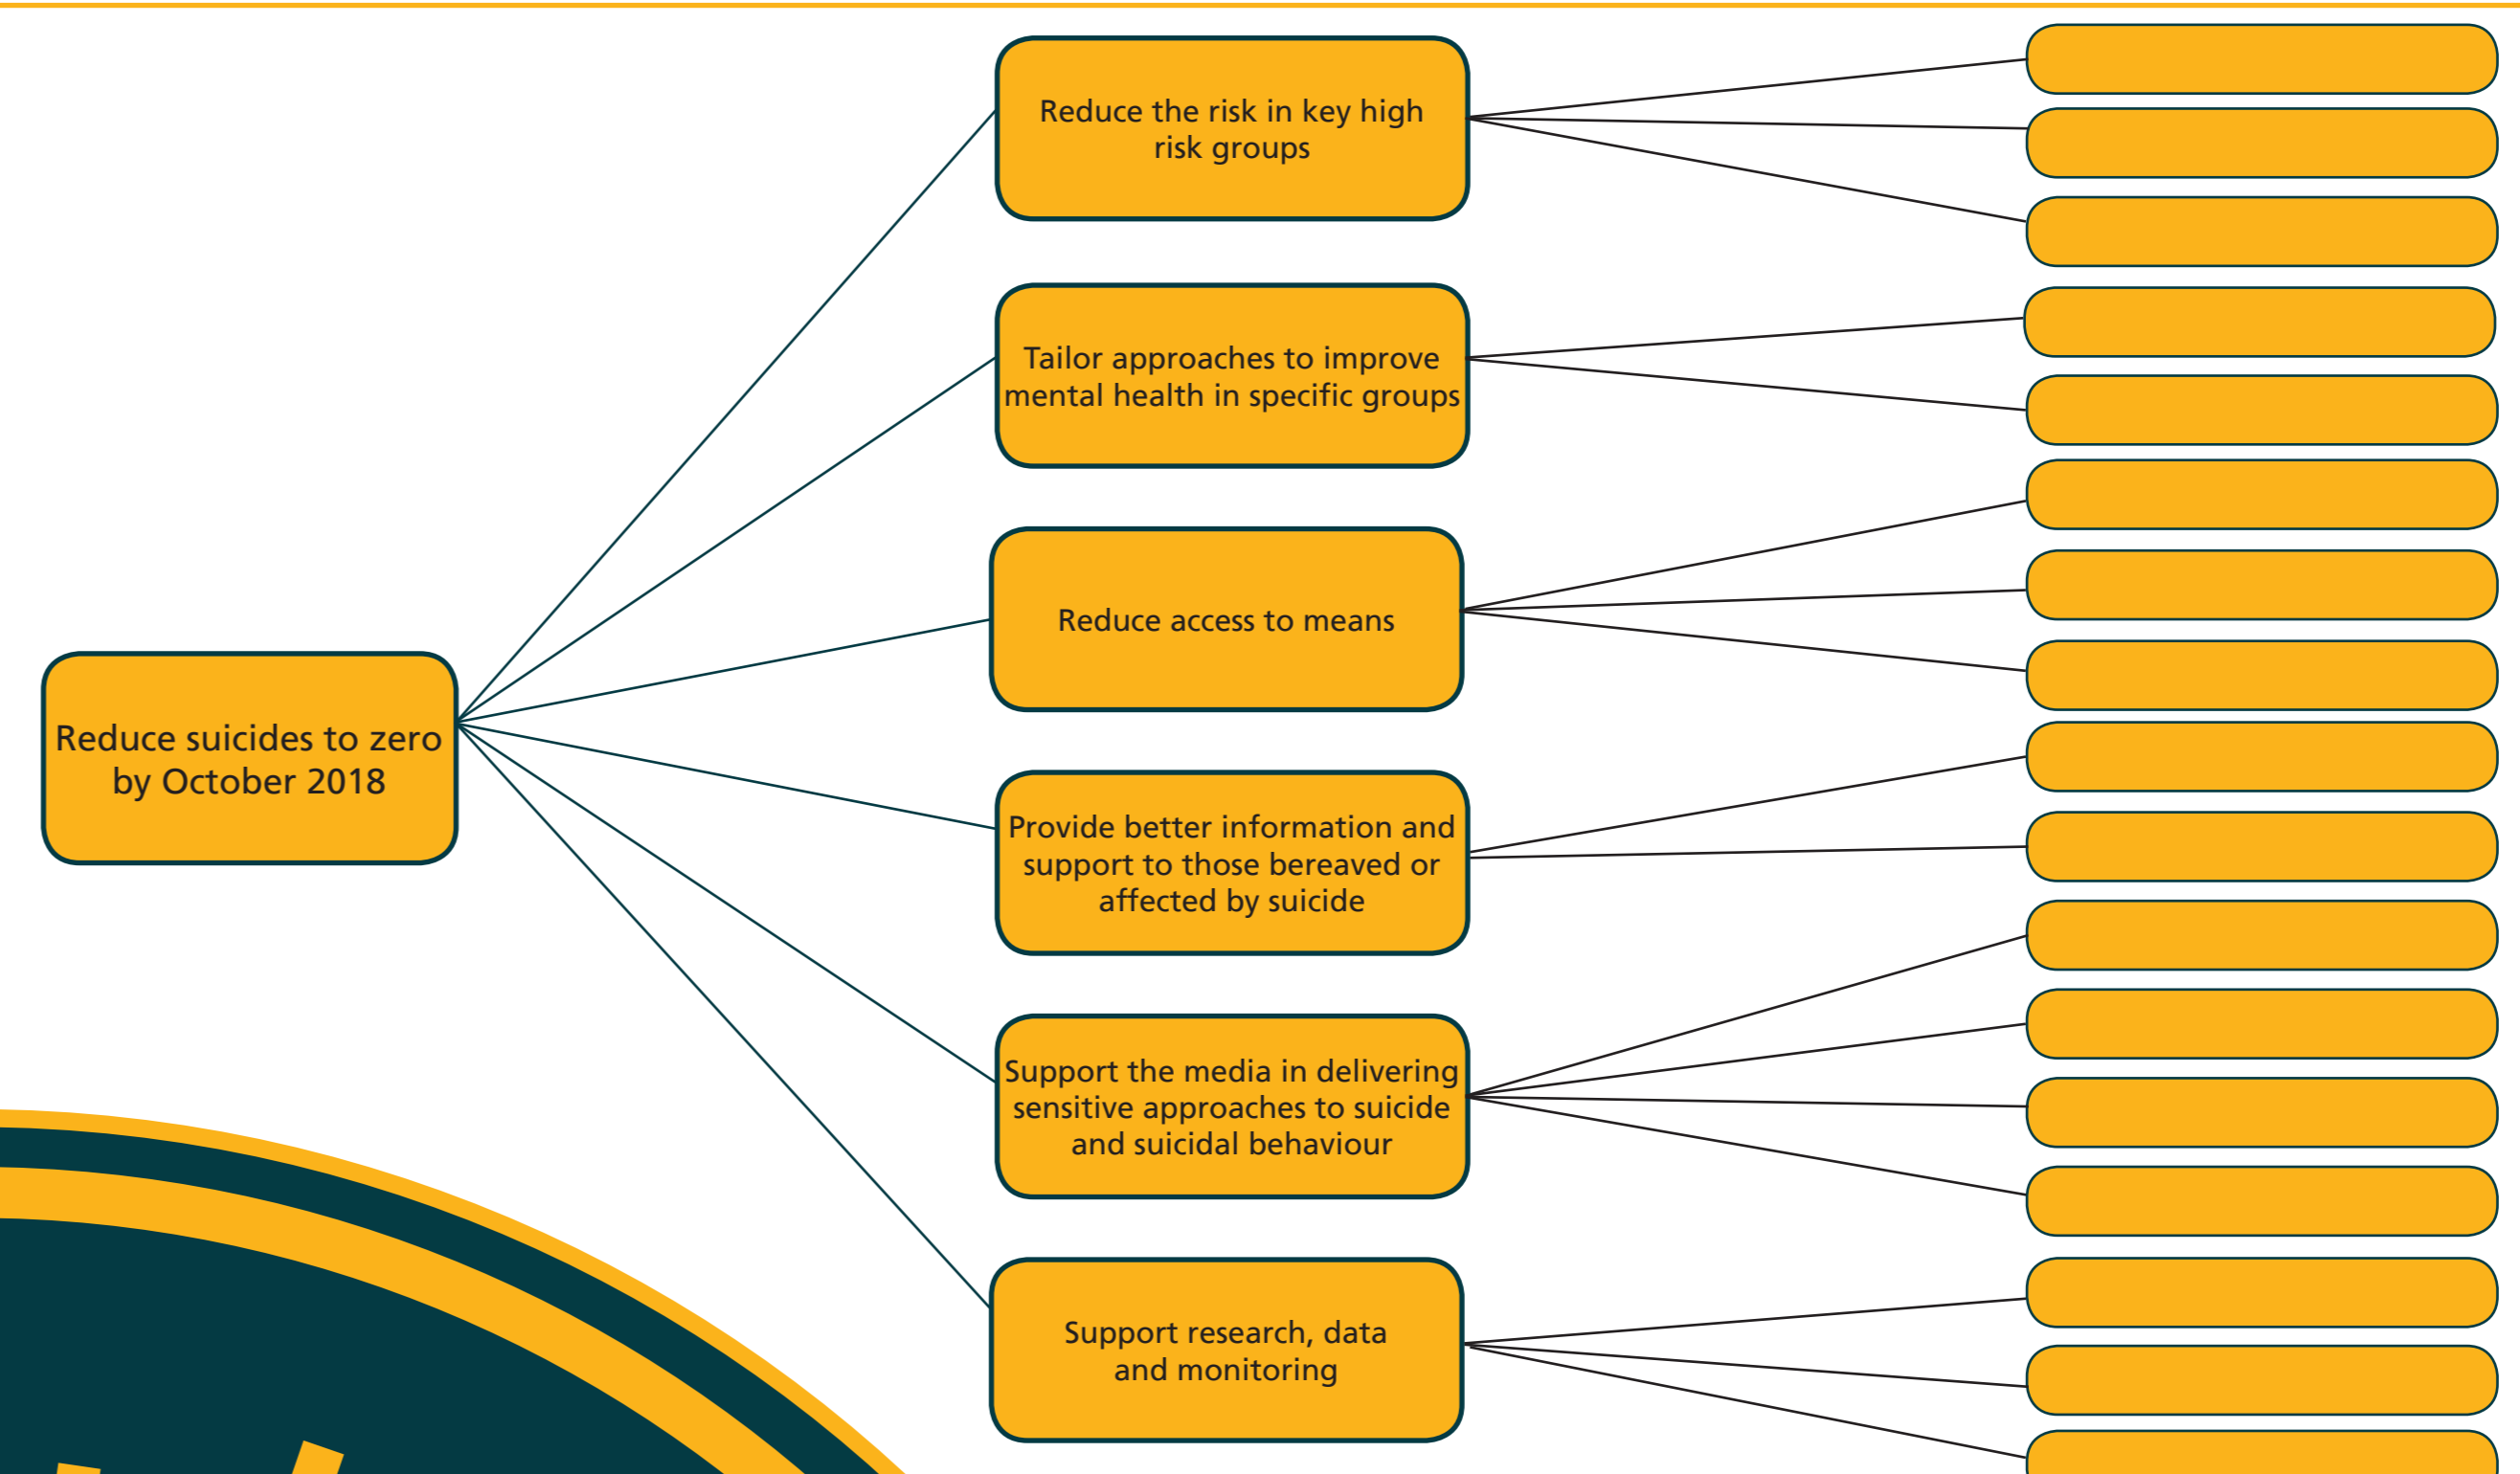 Reduce suicides to zero
by October 2018
Reduce the risk in key high
risk groups
Tailor approaches to improve
mental health in specific groups
Reduce access to means
Provide better information and
support to those bereaved or
affected by suicide
Support the media in delivering
sensitive approaches to suicide
and suicidal behaviour
Support research, data
and monitoring